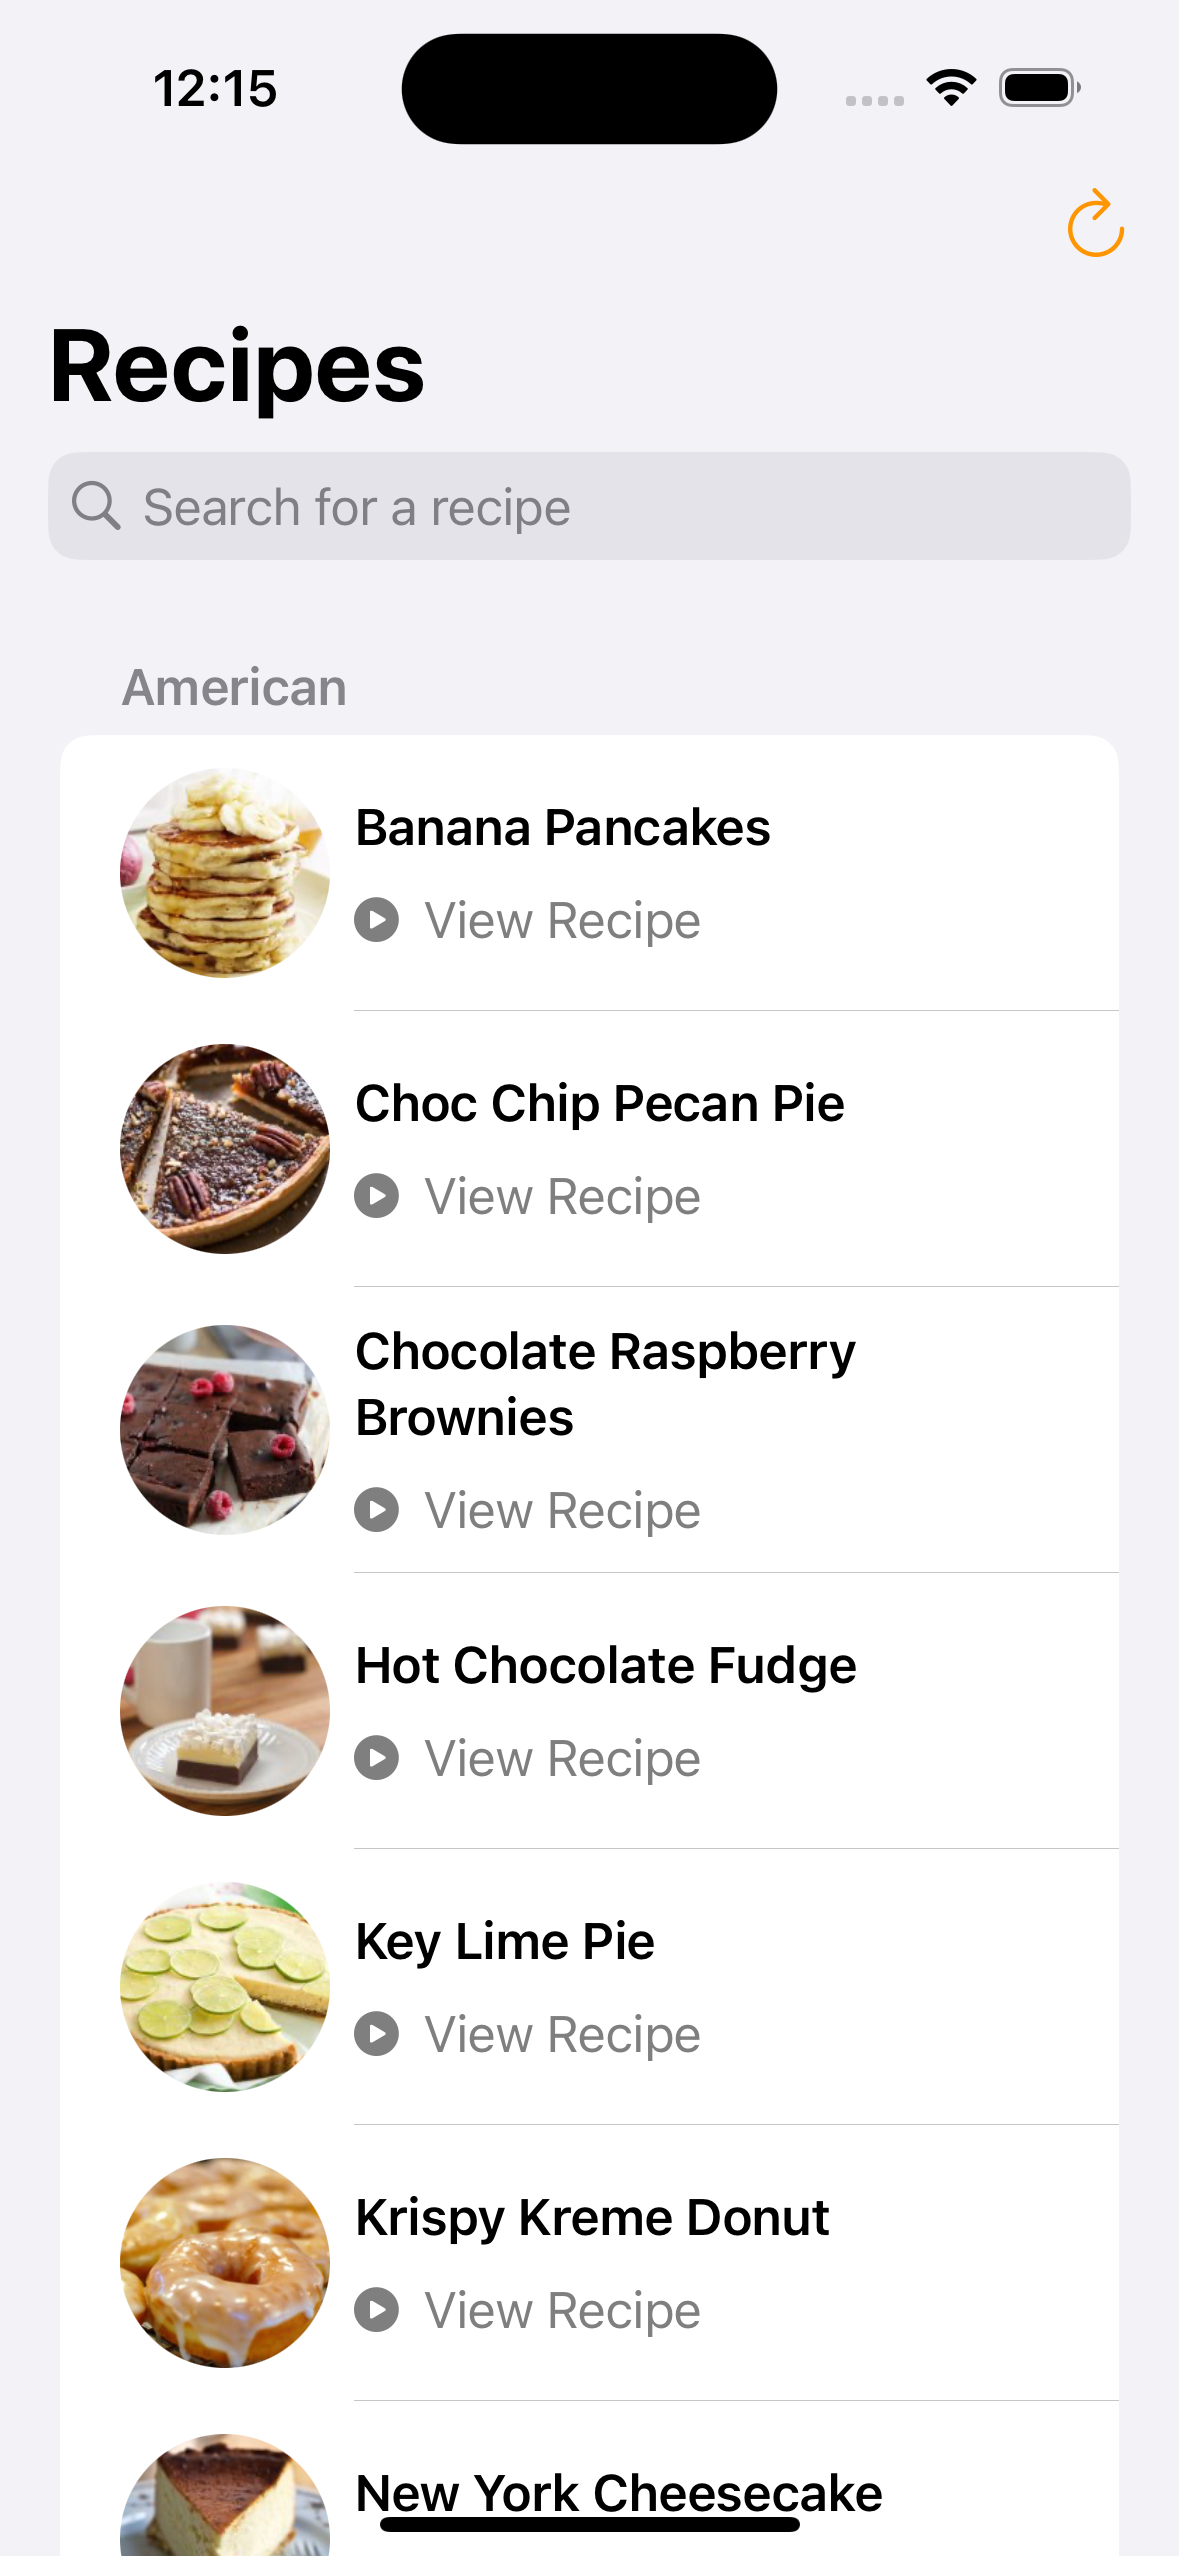 12:15
Recipes
Search for a recipe
American
Banana Pancakes
View Recipe
Choc Chip Pecan Pie
View Recipe
Chocolate Raspberry
Brownies
View Recipe
Hot Chocolate Fudge
View Recipe
Key Lime Pie
View Recipe
Krispy Kreme Donut
View Recipe
New York Cheesecake